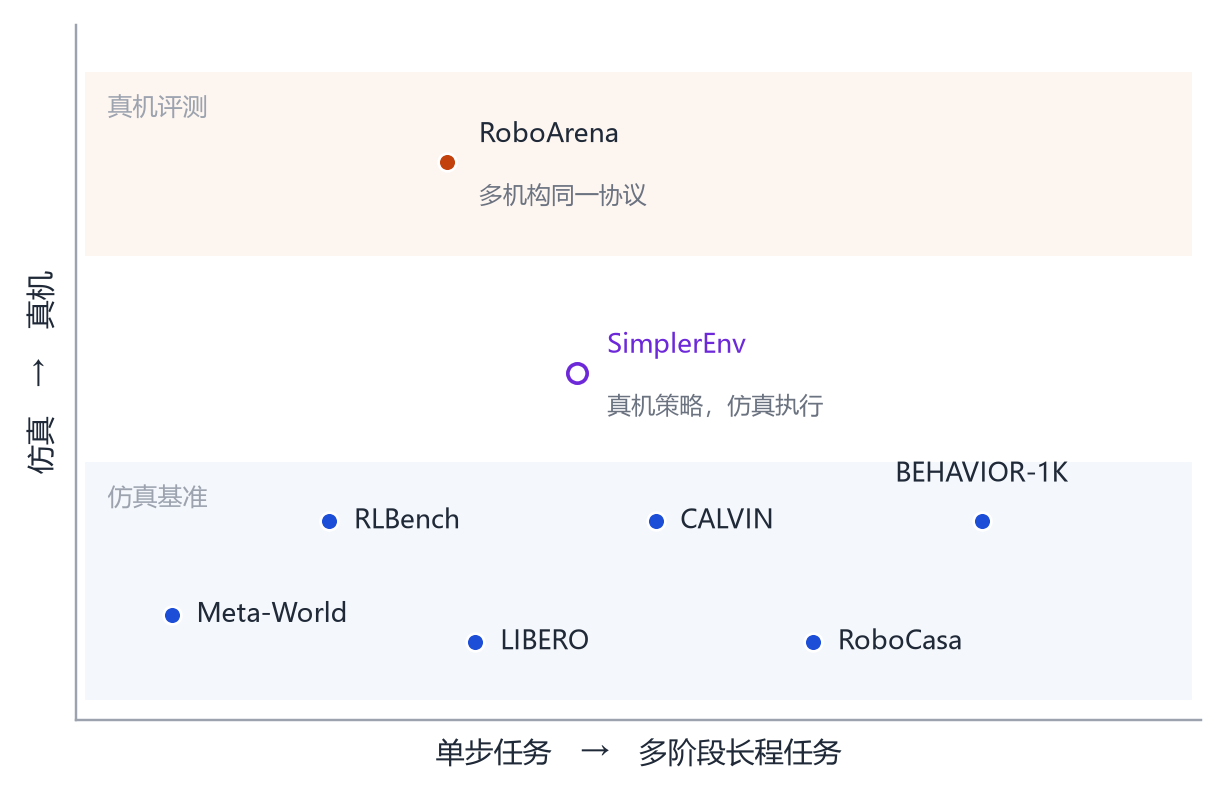 真机评测
RoboArena
多机构同一协议
仿真 → 真机
SimplerEnv
真机策略，仿真执行
仿真基准
BEHAVIOR-1K
RLBench
CALVIN
Meta-World
LIBERO
RoboCasa
单步任务 → 多阶段长程任务